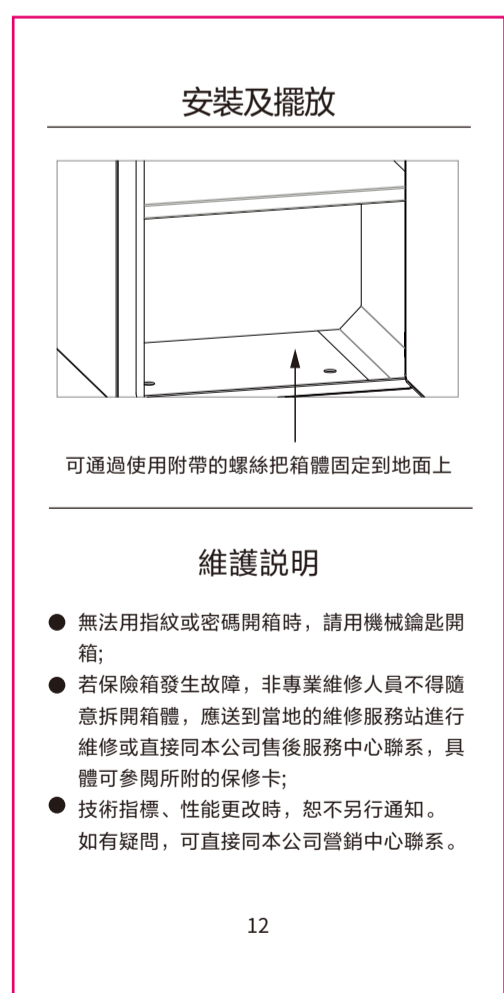 安裝及擺放
可通過使用附帶的螺絲把箱體固定到地面上
維護説明
● 無法用指紋或密碼開箱時，請用機械鑰匙開
箱;
● 若保險箱發生故障，非專業維修人員不得隨
意拆開箱體，應送到當地的維修服務站進行
維修或直接同本公司售後服務中心聯系，具
體可參閱所附的保修卡;
● 技術指標、性能更改時，恕不另行通知。
如有疑問，可直接同本公司營銷中心聯系。
12